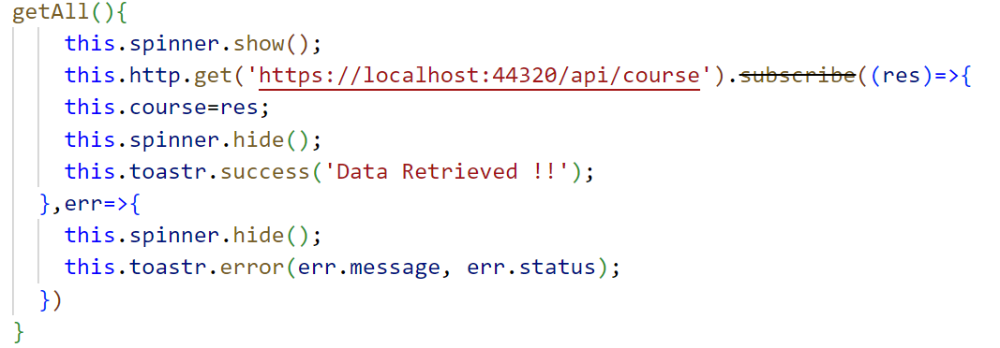 getAll(){
this.spinner.show();
this.http.get('https://localhost:44320/api/course').subscribe((res)=>{
this.course=res;
this.spinner.hide();
this.toastr.success('Data Retrieved !!');
},err=>{
this.spinner.hide();
this.toastr.error(err.message, err.status);
})
}